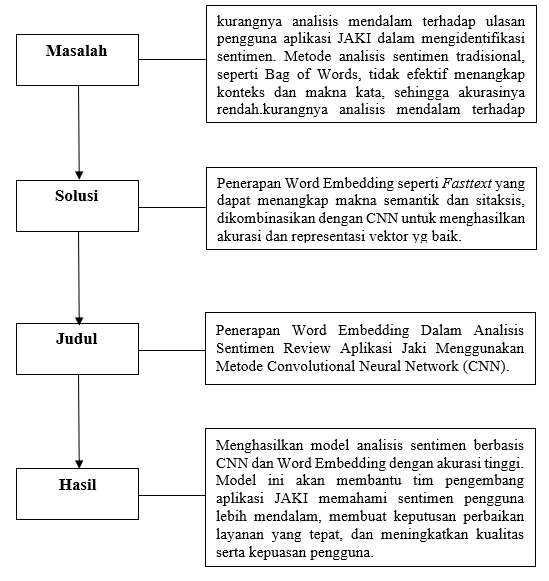 Masalah
kurangnya analisis mendalam terhadap ulasan
pengguna aplikasi JAKI dalam mengidentifikasi
sentimen. Metode analisis sentimen tradisional,
seperti Bag of Words, tidak efektif menangkap
konteks dan makna kata, sehingga akurasinya
rendah.kurangnya analisis mendalam terhadap
Solusi
Penerapan Word Embedding seperti Fasttext yang
dapat menangkap makna semantik dan sitaksis,
dikombinasikan dengan CNN untuk menghasilkan
akurasi dan representasi vektor yg baik.
Judul
Penerapan Word Embedding Dalam Analisis
Sentimen Review Aplikasi Jaki Menggunakan
Metode Convolutional Neural Network (CNN).
Hasil
Menghasilkan model analisis sentimen berbasis
CNN dan Word Embedding dengan akurasi tinggi.
Model ini akan membantu tim pengembang
aplikasi JAKI memahami sentimen pengguna
lebih mendalam, membuat keputusan perbaikan
layanan yang tepat, dan meningkatkan kualitas
serta kepuasan pengguna.